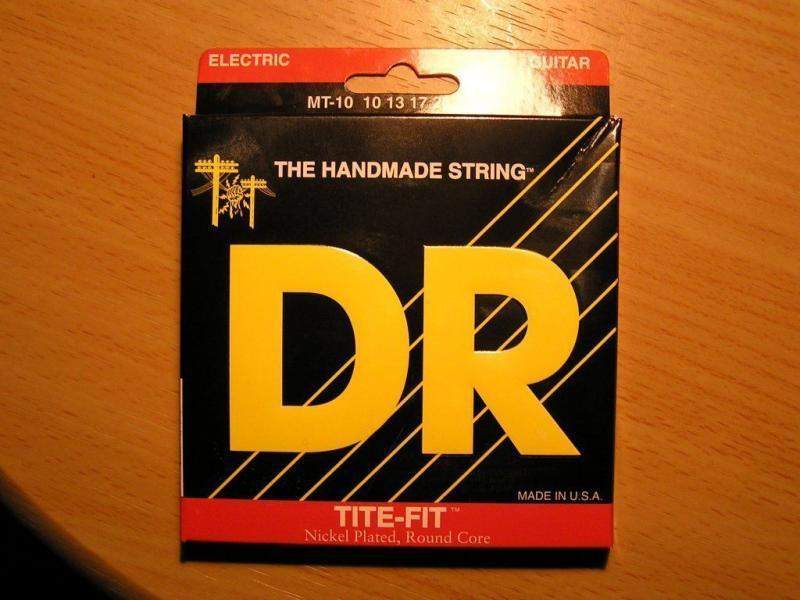 ELECTRIC GUITAR
MT-10 10 13 17
THE HANDMADE STRING™
DR
MADE IN U.S.A.
TITE-FIT™
Nickel Plated, Round Core